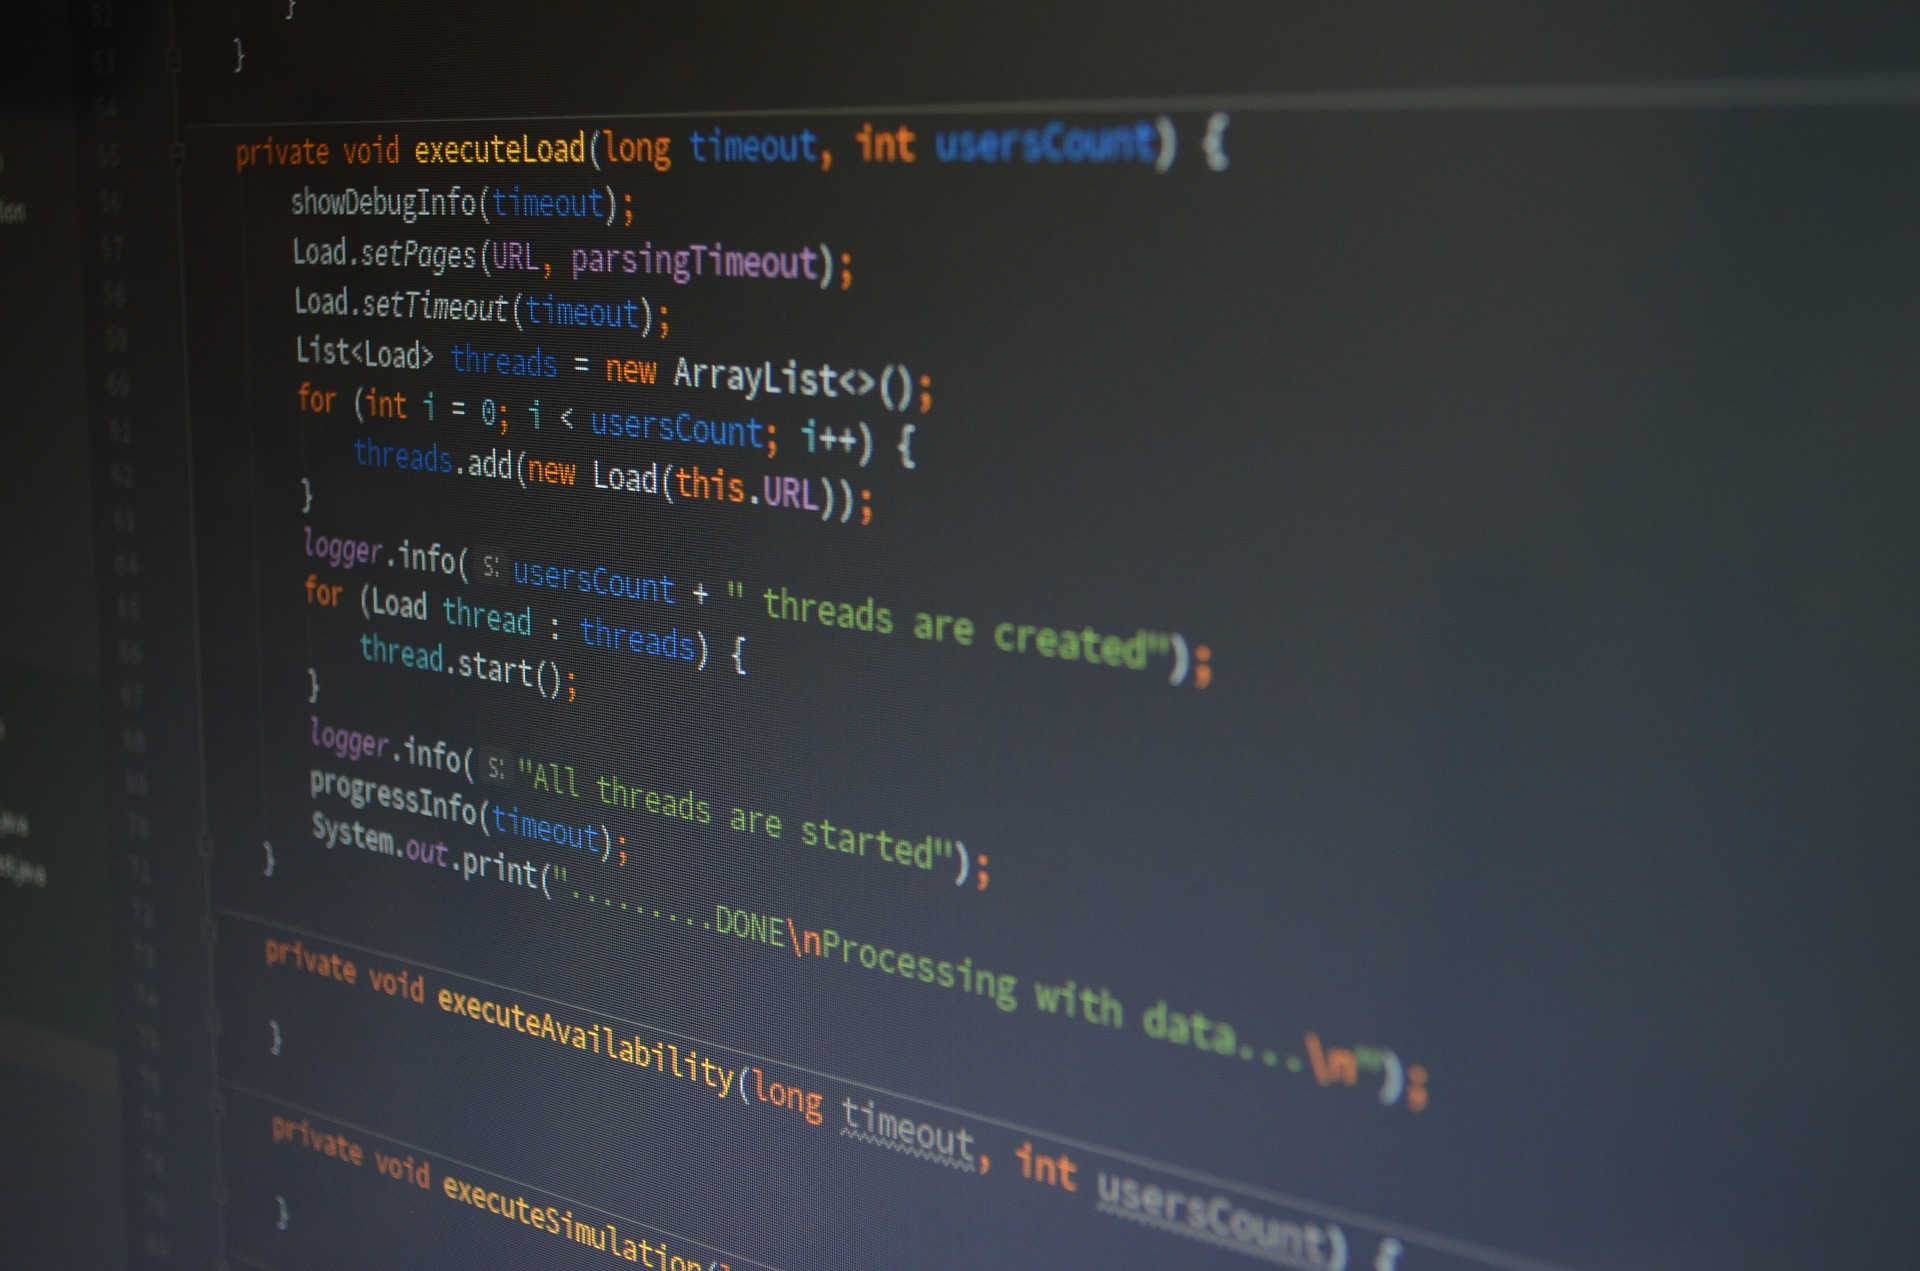 }
}
private void executeLoad(long timeout, int usersCount) {
showDebugInfo(timeout);
Load.setPages(URL, parsingTimeout);
Load.setTimeout(timeout);
List<Load> threads = new ArrayList<>();
for (int i = 0; i < usersCount; i++) {
threads.add(new Load(this.URL));
}
logger.info( s: usersCount + " threads are created");
for (Load thread : threads) {
thread.start();
}
logger.info( s: "All threads are started");
progressInfo(timeout);
System.out.print(".........DONE\nProcessing with data...\n");
}
private void executeAvailability(long timeout, int usersCount) {
}
private void executeSimulation(
}